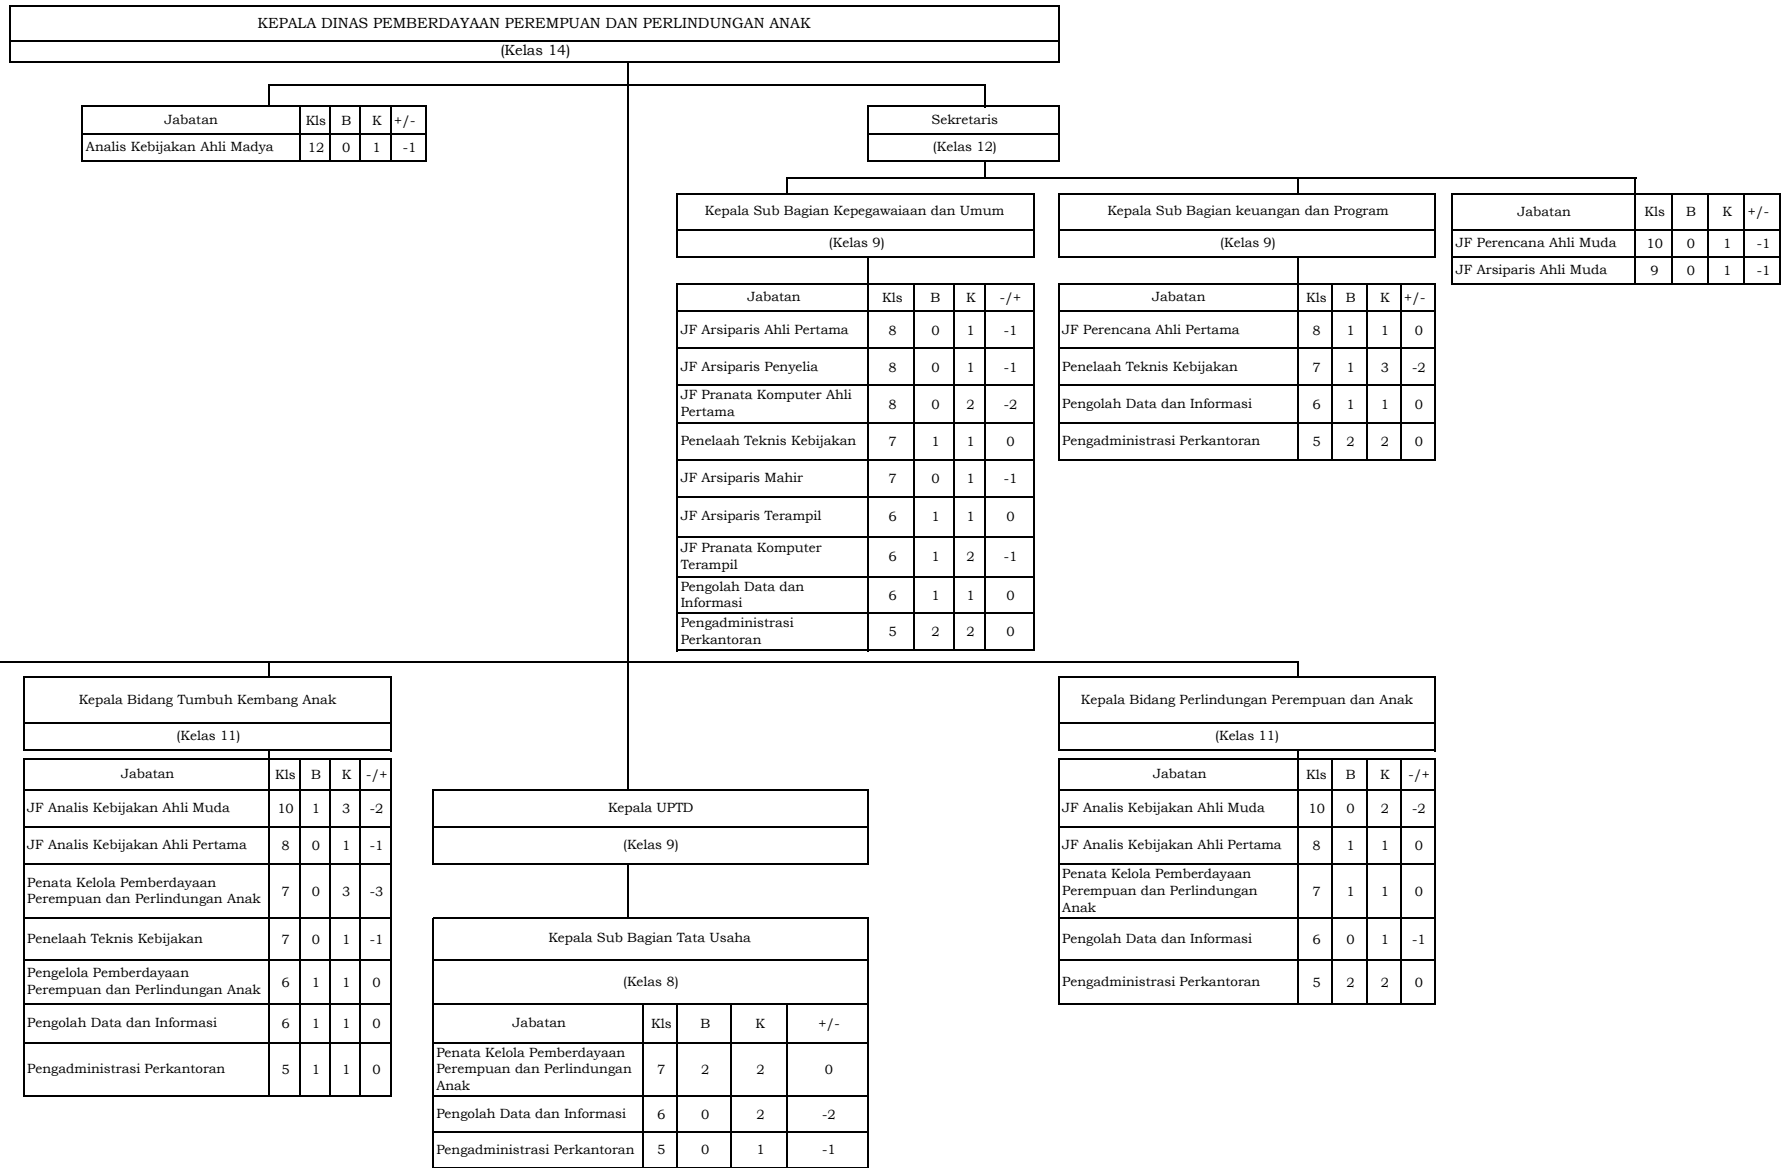 KEPALA DINAS PEMBERDAYAAN PEREMPUAN DAN PERLINDUNGAN ANAK
(Kelas 14)
Jabatan Kls B K +/-
Analis Kebijakan Ahli Madya 12 0 1 -1
Sekretaris
(Kelas 12)
Kepala Sub Bagian Kepegawaiaan dan Umum
(Kelas 9)
Jabatan Kls B K -/+
JF Arsiparis Ahli Pertama 8 0 1 -1
JF Arsiparis Penyelia 8 0 1 -1
JF Pranata Komputer Ahli
Pertama 8 0 2 -2
Penelaah Teknis Kebijakan 7 1 1 0
JF Arsiparis Mahir 7 0 1 -1
JF Arsiparis Terampil 6 1 1 0
JF Pranata Komputer
Terampil 6 1 2 -1
Pengolah Data dan
Informasi 6 1 1 0
Pengadministrasi
Perkantoran 5 2 2 0
Kepala Sub Bagian keuangan dan Program
(Kelas 9)
Jabatan Kls B K +/-
JF Perencana Ahli Pertama 8 1 1 0
Penelaah Teknis Kebijakan 7 1 3 -2
Pengolah Data dan Informasi 6 1 1 0
Pengadministrasi Perkantoran 5 2 2 0
Jabatan Kls B K +/-
JF Perencana Ahli Muda 10 0 1 -1
JF Arsiparis Ahli Muda 9 0 1 -1
Kepala Bidang Tumbuh Kembang Anak
(Kelas 11)
Jabatan Kls B K -/+
JF Analis Kebijakan Ahli Muda 10 1 3 -2
JF Analis Kebijakan Ahli Pertama 8 0 1 -1
Penata Kelola Pemberdayaan
Perempuan dan Perlindungan Anak 7 0 3 -3
Penelaah Teknis Kebijakan 7 0 1 -1
Pengelola Pemberdayaan
Perempuan dan Perlindungan Anak 6 1 1 0
Pengolah Data dan Informasi 6 1 1 0
Pengadministrasi Perkantoran 5 1 1 0
Kepala UPTD
(Kelas 9)
Kepala Sub Bagian Tata Usaha
(Kelas 8)
Jabatan Kls B K +/-
Penata Kelola Pemberdayaan
Perempuan dan Perlindungan
Anak 7 2 2 0
Pengolah Data dan Informasi 6 0 2 -2
Pengadministrasi Perkantoran 5 0 1 -1
Kepala Bidang Perlindungan Perempuan dan Anak
(Kelas 11)
Jabatan Kls B K -/+
JF Analis Kebijakan Ahli Muda 10 0 2 -2
JF Analis Kebijakan Ahli Pertama 8 1 1 0
Penata Kelola Pemberdayaan
Perempuan dan Perlindungan
Anak 7 1 1 0
Pengolah Data dan Informasi 6 0 1 -1
Pengadministrasi Perkantoran 5 2 2 0